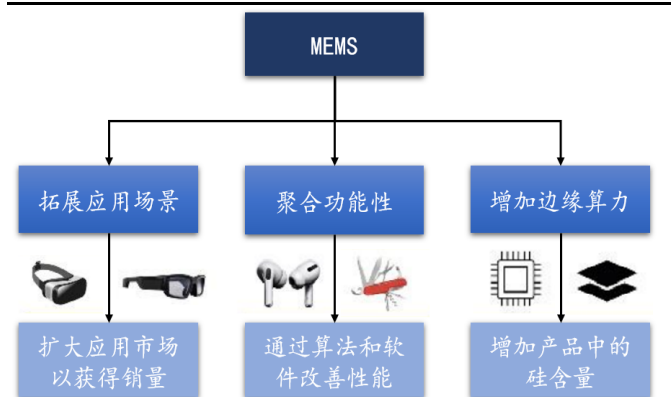 MEMS
拓展应用场景
聚合功能性
增加边缘算力
扩大应用市场
以获得销量
通过算法和软
件改善性能
增加产品中的
硅含量